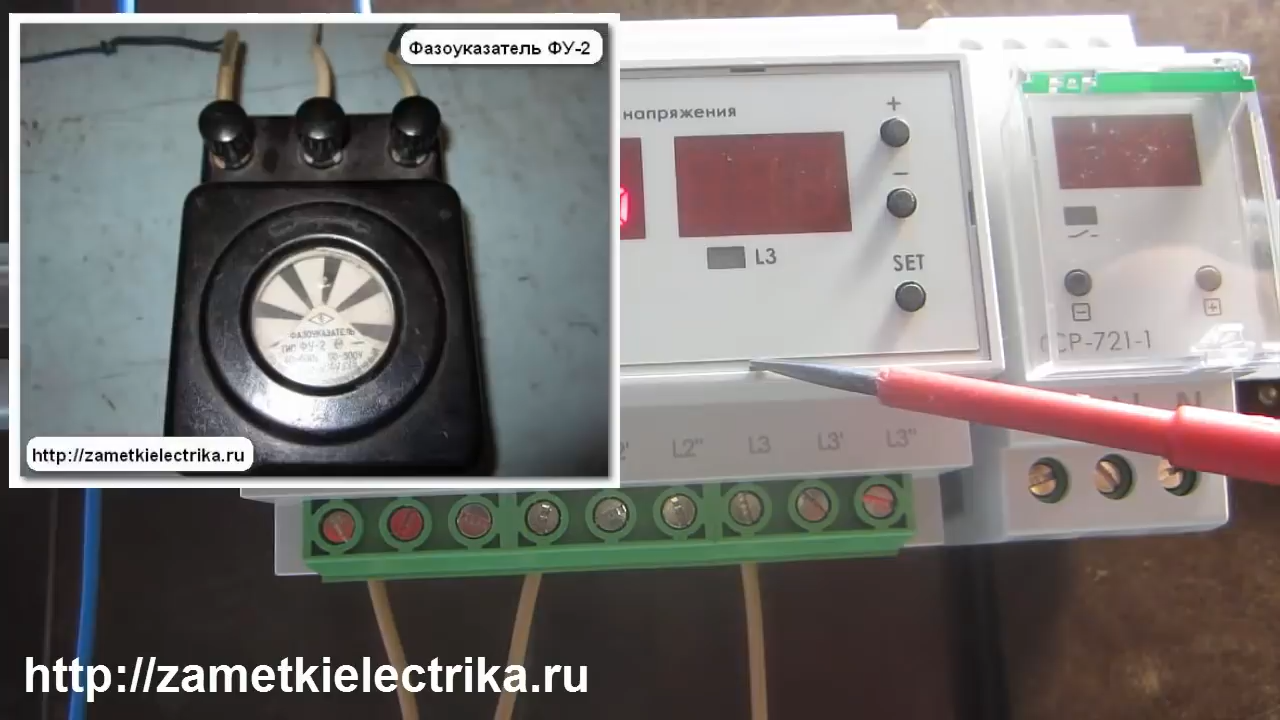 Фазоуказатель ФУ-2
ФАЗОУКАЗАТЕЛЬ
ТИП ФУ-2
http://zametkielectrika.ru
напряжения
+
−
SET
L3
CP-721-1
L2" L3 L3' L3"
N
http://zametkielectrika.ru